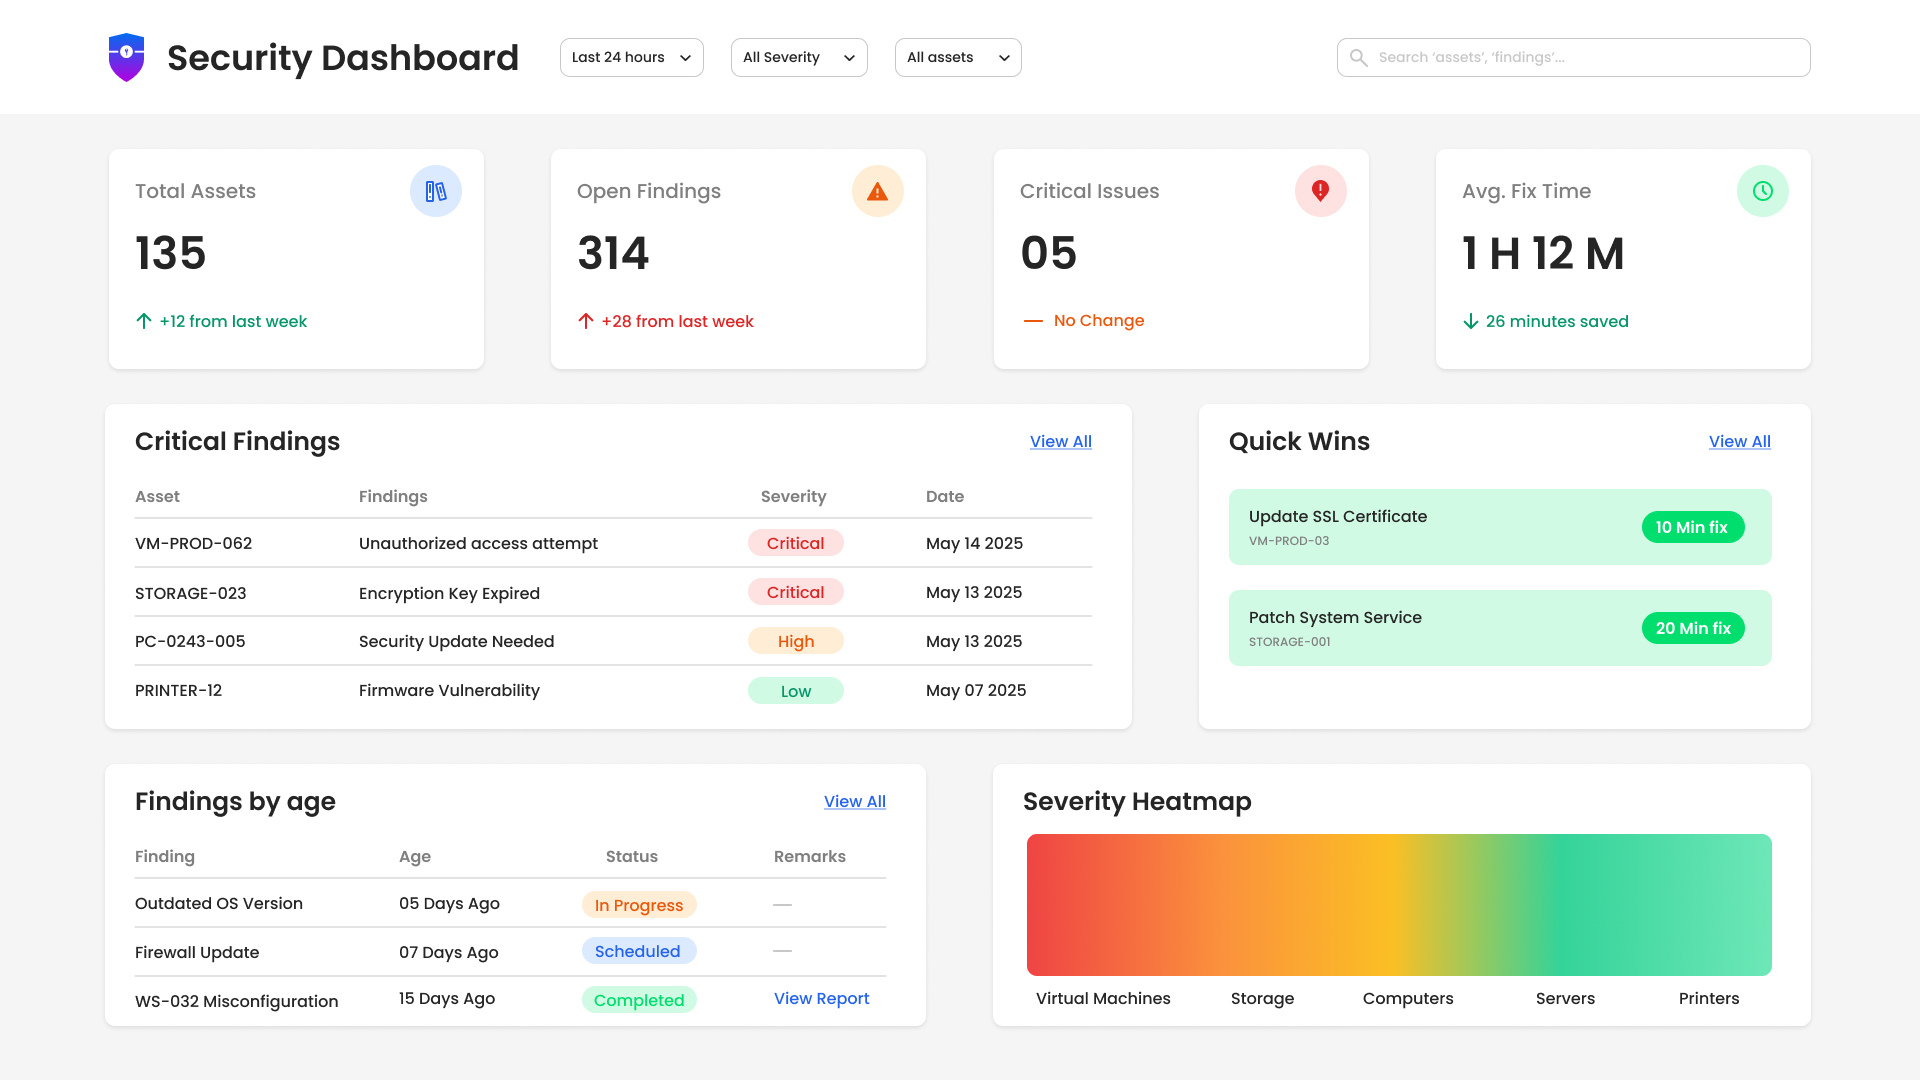 Security Dashboard
Last 24 hours
All Severity
All assets
Search ‘assets’, ‘findings’...
Total Assets
135
+12 from last week
Open Findings
314
+28 from last week
Critical Issues
05
No Change
Avg. Fix Time
1 H 12 M
26 minutes saved
Critical Findings
View All
Asset Findings Severity Date
VM-PROD-062 Unauthorized access attempt Critical May 14 2025
STORAGE-023 Encryption Key Expired Critical May 13 2025
PC-0243-005 Security Update Needed High May 13 2025
PRINTER-12 Firmware Vulnerability Low May 07 2025
Quick Wins
View All
Update SSL Certificate
VM-PROD-03
10 Min fix
Patch System Service
STORAGE-001
20 Min fix
Findings by age
View All
Finding Age Status Remarks
Outdated OS Version 05 Days Ago In Progress —
Firewall Update 07 Days Ago Scheduled —
WS-032 Misconfiguration 15 Days Ago Completed View Report
Severity Heatmap
Virtual Machines Storage Computers Servers Printers